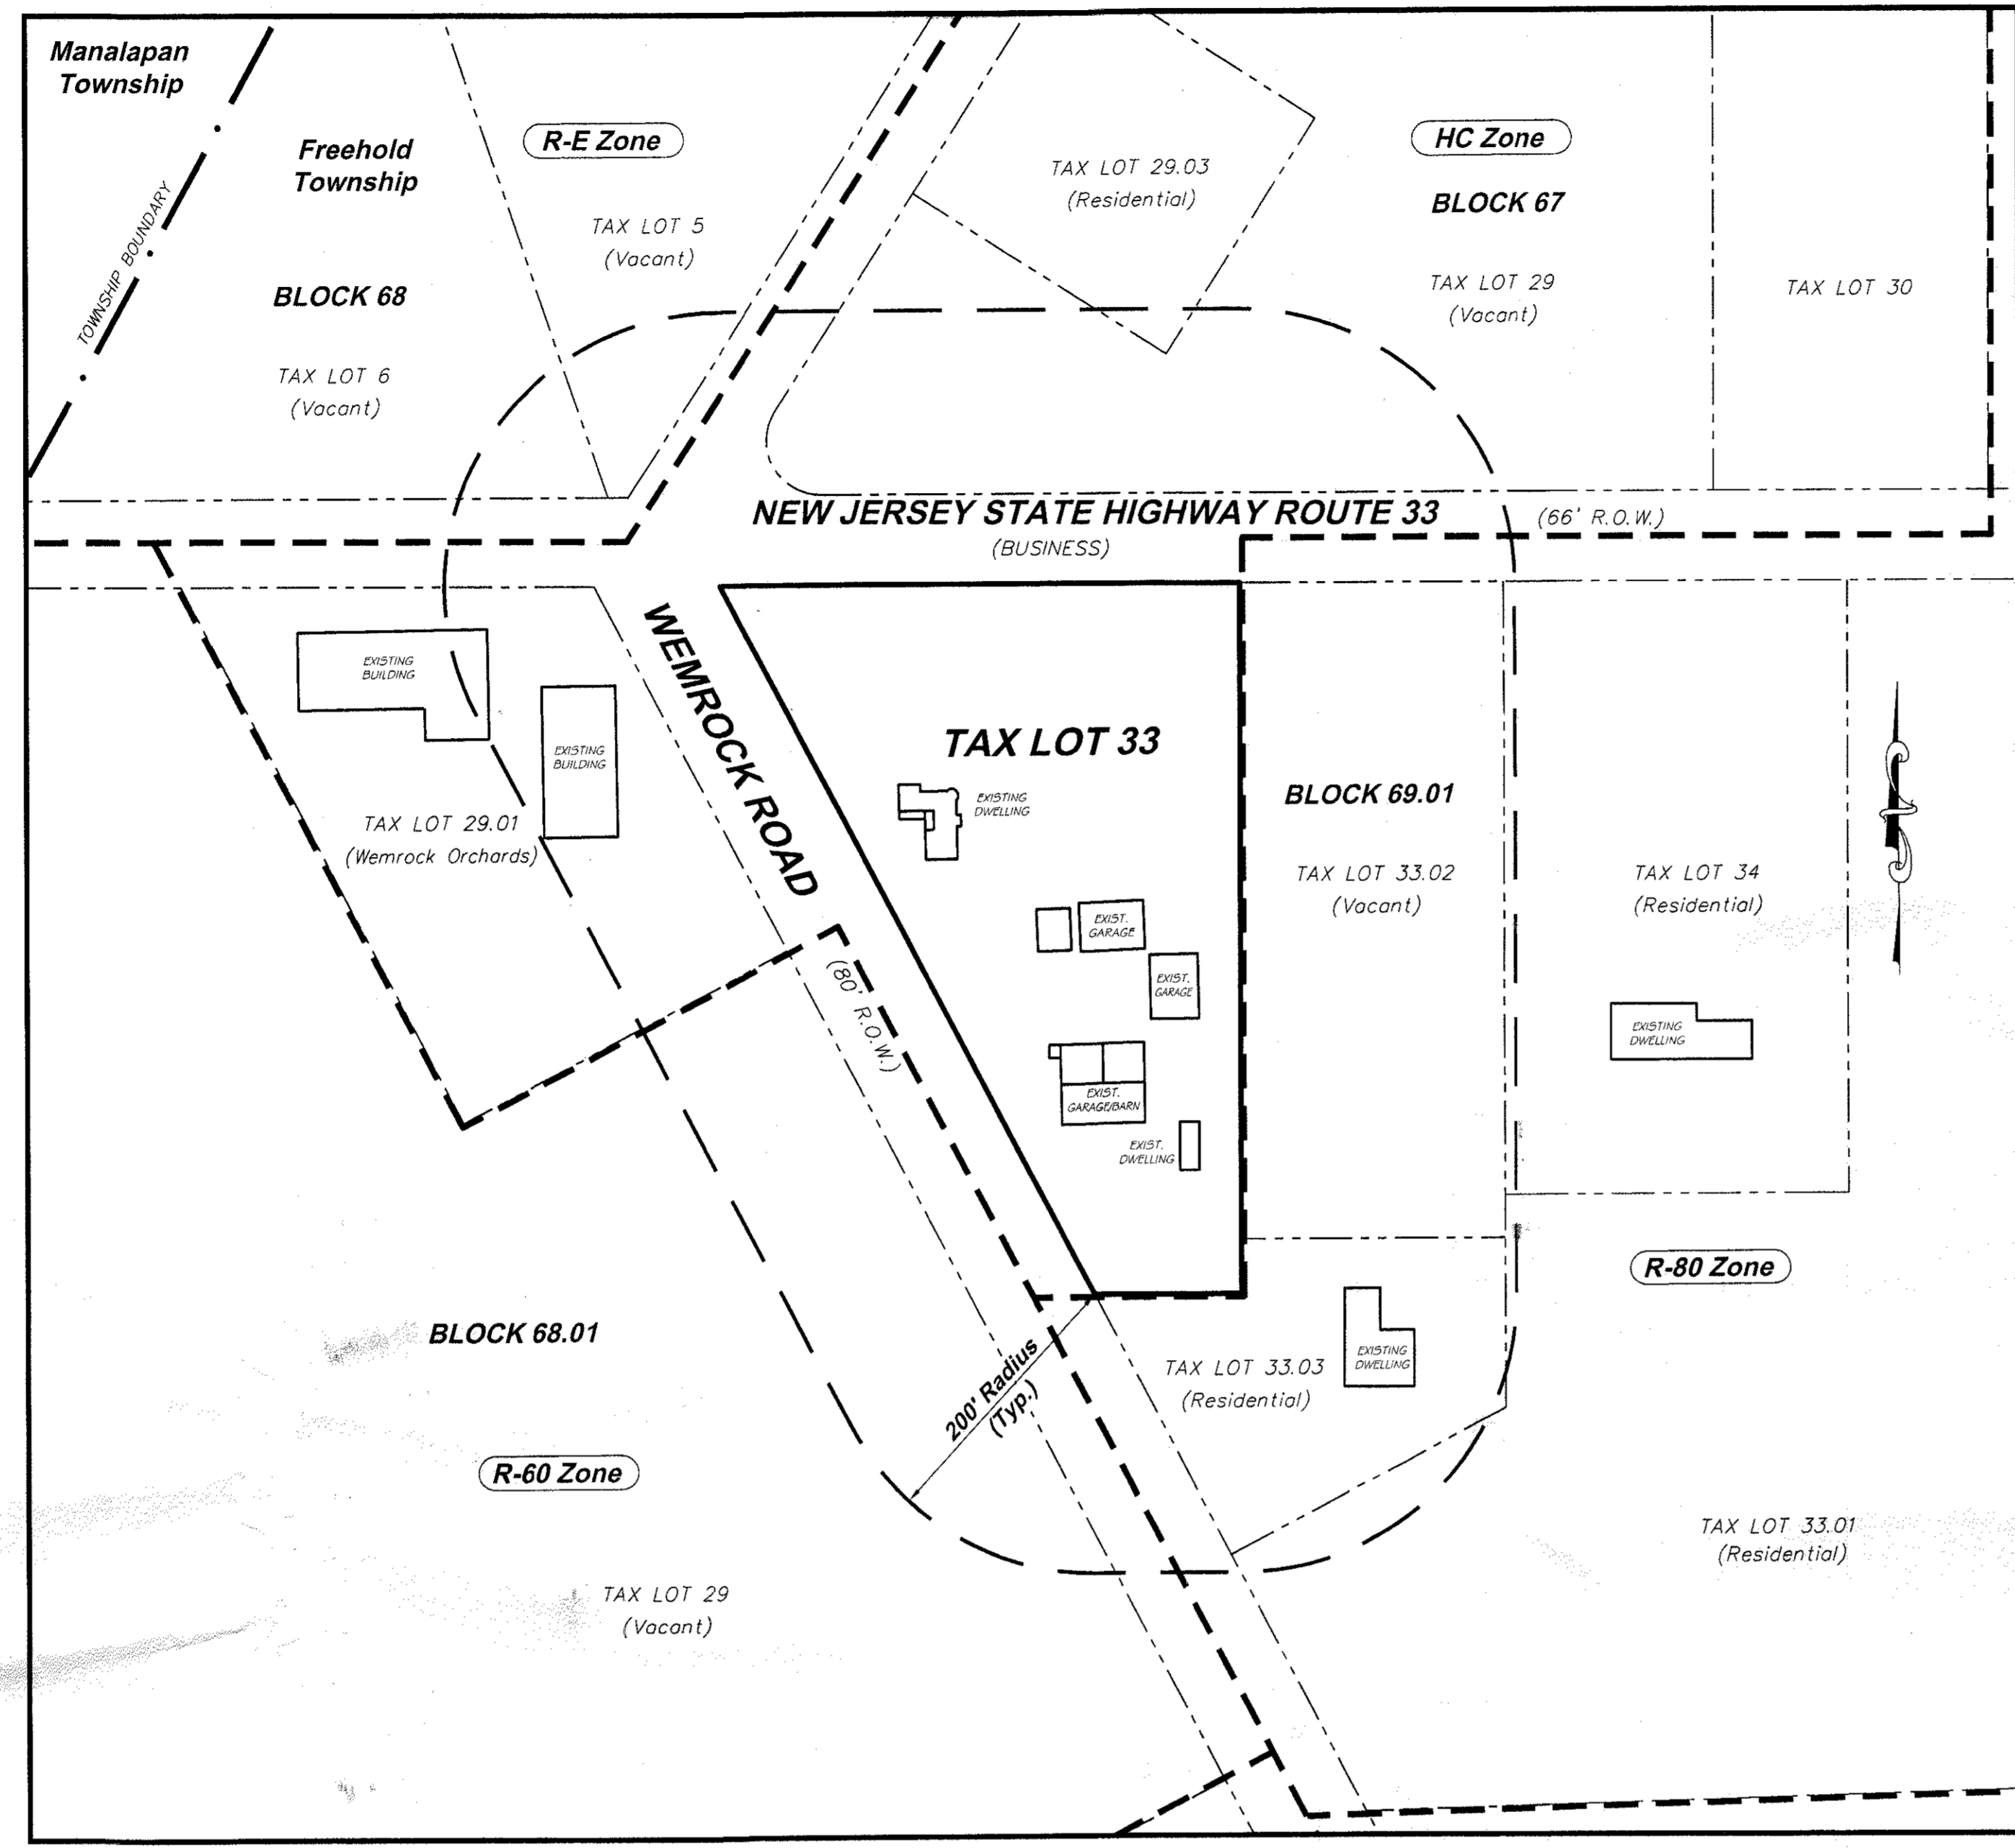 Manalapan
Township
Freehold
Township
R-E Zone
HC Zone
TOWNSHIP BOUNDARY
TAX LOT 29.03
(Residential)
BLOCK 67
TAX LOT 5
(Vacant)
BLOCK 68
TAX LOT 29
(Vacant)
TAX LOT 30
TAX LOT 6
(Vacant)
NEW JERSEY STATE HIGHWAY ROUTE 33
(66' R.O.W.)
(BUSINESS)
WEMROCK ROAD
(80' R.O.W.)
EXISTING
BUILDING
EXISTING
BUILDING
TAX LOT 29.01
(Wemrock Orchards)
TAX LOT 33
EXISTING
DWELLING
BLOCK 69.01
TAX LOT 33.02
(Vacant)
TAX LOT 34
(Residential)
EXIST.
GARAGE
EXIST.
GARAGE
EXISTING
DWELLING
EXIST.
GARAGE/BARN
EXIST.
DWELLING
R-80 Zone
BLOCK 68.01
200' Radius
(Typ.)
TAX LOT 33.03
(Residential)
EXISTING
DWELLING
R-60 Zone
TAX LOT 33.01
(Residential)
TAX LOT 29
(Vacant)